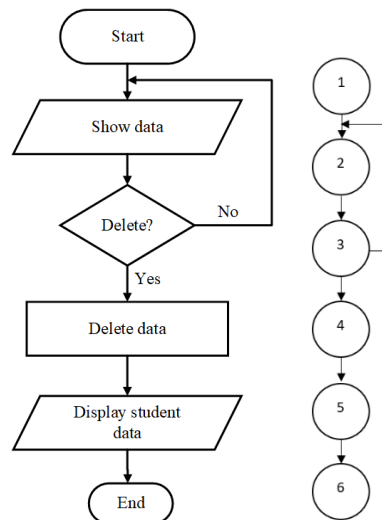 Start
Show data
Delete?
No
Yes
Delete data
Display student
data
End
1
2
3
4
5
6